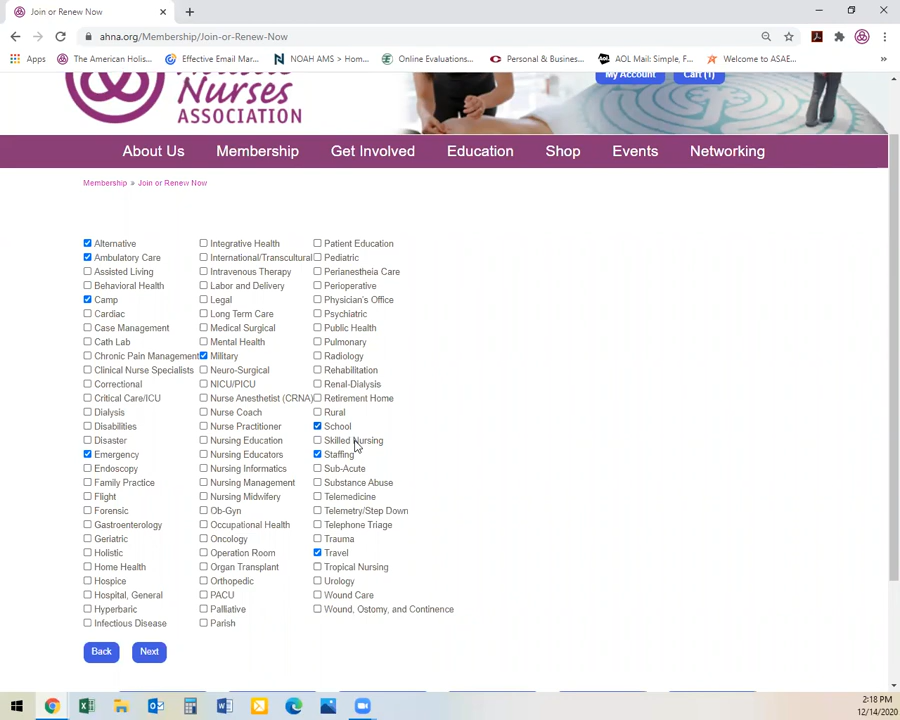 Join or Renew Now
ahna.org/Membership/Join-or-Renew-Now
Apps
The American Holis...
Effective Email Mar...
NOAH AMS > Hom...
Online Evaluations...
Personal & Business...
AOL Mail: Simple, F...
Welcome to ASAE...
»
Nurses
ASSOCIATION
My Account
Cart (1)
About Us
Membership
Get Involved
Education
Shop
Events
Networking
Membership » Join or Renew Now
Alternative
Ambulatory Care
Assisted Living
Behavioral Health
Camp
Cardiac
Case Management
Cath Lab
Chronic Pain Management
Clinical Nurse Specialists
Correctional
Critical Care/ICU
Dialysis
Disabilities
Disaster
Emergency
Endoscopy
Family Practice
Flight
Forensic
Gastroenterology
Geriatric
Holistic
Home Health
Hospice
Hospital, General
Hyperbaric
Infectious Disease
Integrative Health
International/Transcultural
Intravenous Therapy
Labor and Delivery
Legal
Long Term Care
Medical Surgical
Mental Health
Military
Neuro-Surgical
NICU/PICU
Nurse Anesthetist (CRNA)
Nurse Coach
Nurse Practitioner
Nursing Education
Nursing Educators
Nursing Informatics
Nursing Management
Nursing Midwifery
Ob-Gyn
Occupational Health
Oncology
Operation Room
Organ Transplant
Orthopedic
PACU
Palliative
Parish
Patient Education
Pediatric
Perianestheia Care
Perioperative
Physician's Office
Psychiatric
Public Health
Pulmonary
Radiology
Rehabilitation
Renal-Dialysis
Retirement Home
Rural
School
Skilled Nursing
Staffing
Sub-Acute
Substance Abuse
Telemedicine
Telemetry/Step Down
Telephone Triage
Trauma
Travel
Tropical Nursing
Urology
Wound Care
Wound, Ostomy, and Continence
Back
Next
2:18 PM
12/14/2020